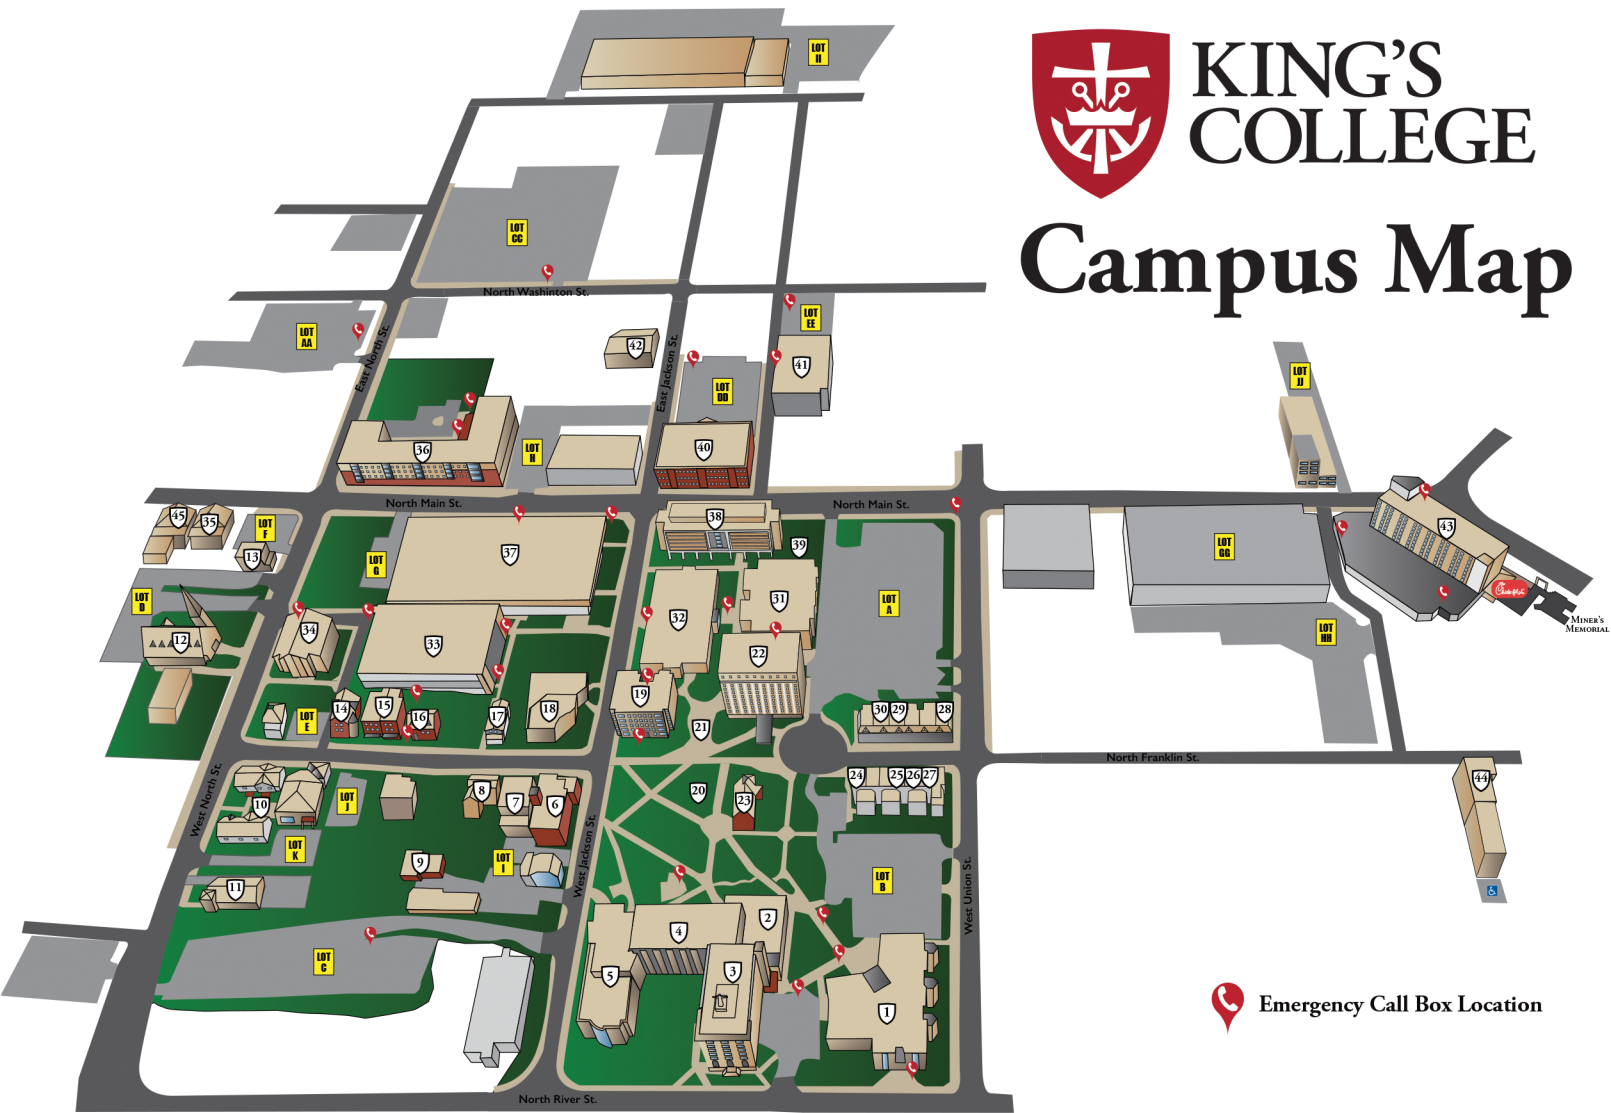 KING'S
COLLEGE
Campus Map
LOT
II
LOT
CC
North Washinton St.
LOT
AA
East North St.
LOT
EE
42
East Jackson St.
41
LOT
DD
LOT
JJ
36
LOT
H
40
North Main St.
North Main St.
45
35
LOT
F
38
43
13
37
39
LOT
G
LOT
GG
LOT
D
31
LOT
A
Chick-fil-A
MINER'S
MEMORIAL
12
34
33
32
22
LOT
HH
19
14
15
16
17
18
LOT
E
21
30
29
28
North Franklin St.
West North St.
10
LOT
J
8
7
6
20
23
24
25
26
27
44
LOT
K
9
LOT
I
West Jackson St.
LOT
B
West Union St.
11
LOT
C
4
2
5
3
1
Emergency Call Box Location
North River St.